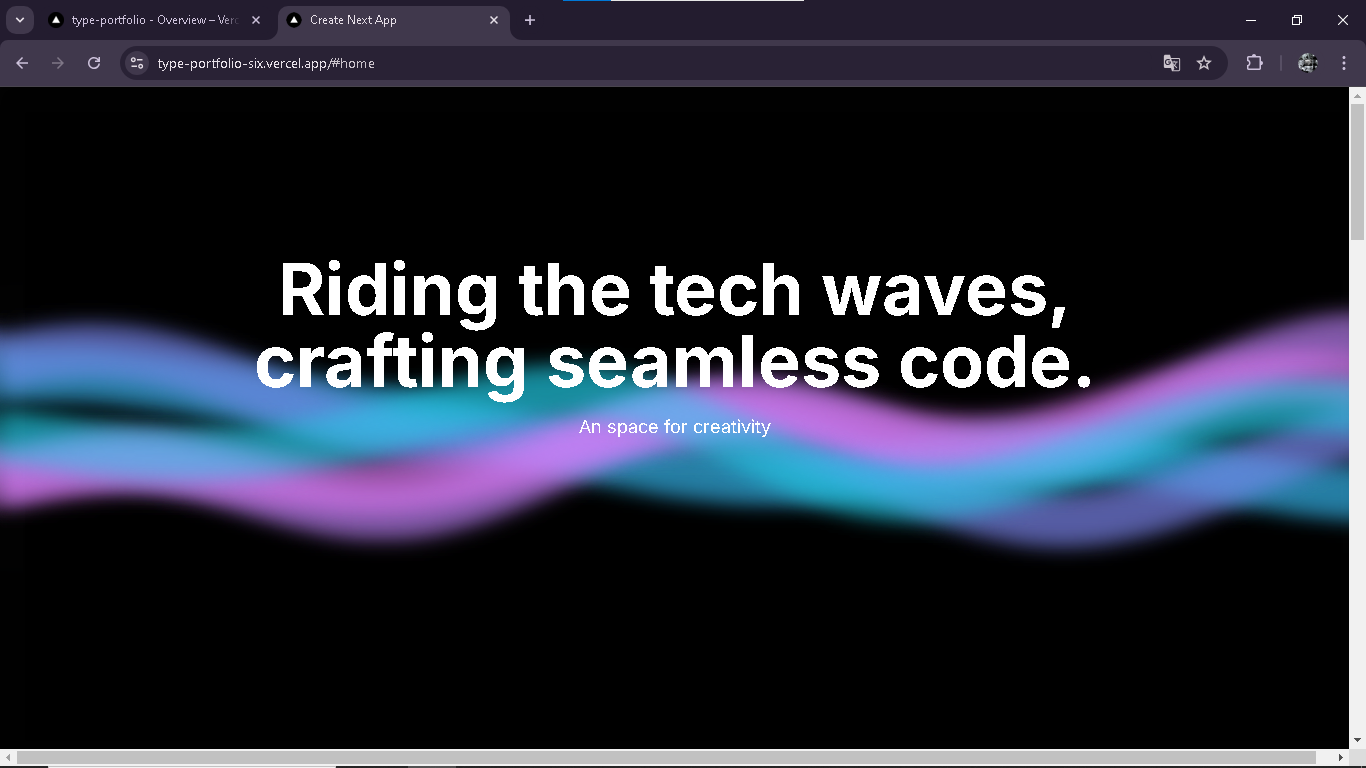 type-portfolio - Overview – Ver
Create Next App
type-portfolio-six.vercel.app/#home
Riding the tech waves,
crafting seamless code.
An space for creativity